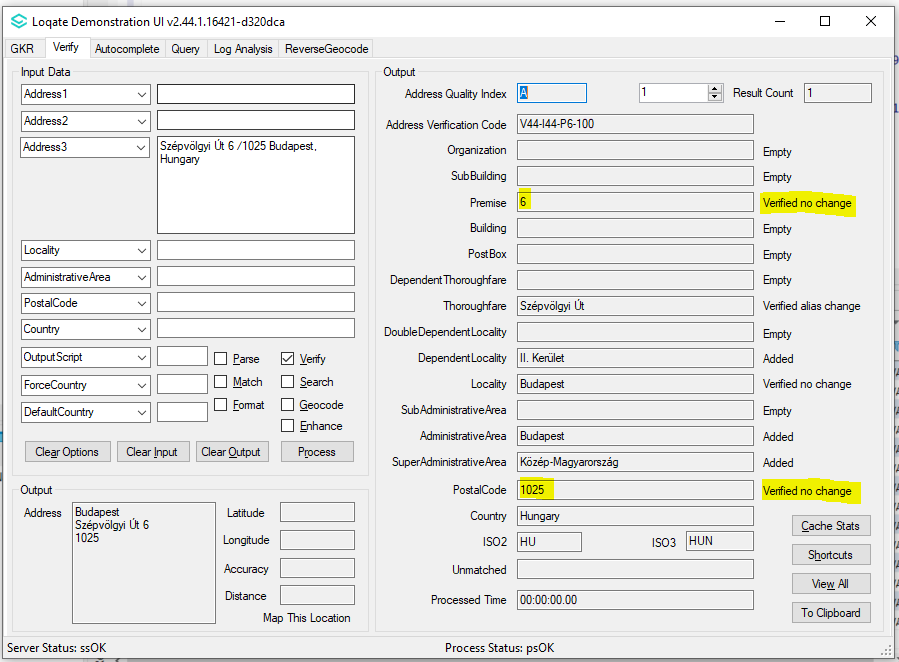 Loqate Demonstration UI v2.44.1.16421-d320dca
GKR Verify Autocomplete Query Log Analysis ReverseGeocode
Input Data
Address1
Address2
Address3
Szépvölgyi Út 6 /1025 Budapest,
Hungary
Locality
AdministrativeArea
PostalCode
Country
OutputScript Parse Verify
ForceCountry Match Search
DefaultCountry Format Geocode
Enhance
Clear Options Clear Input Clear Output Process
Output
Address
Budapest
Szépvölgyi Út 6
1025
Latitude
Longitude
Accuracy
Distance
Map This Location
Output
Address Quality Index A 1 Result Count 1
Address Verification Code V44-I44-P6-100
Organization Empty
SubBuilding Empty
Premise 6 Verified no change
Building Empty
PostBox Empty
DependentThoroughfare Empty
Thoroughfare Szépvölgyi Út Verified alias change
DoubleDependentLocality Empty
DependentLocality II. Kerület Added
Locality Budapest Verified no change
SubAdministrativeArea Empty
AdministrativeArea Budapest Added
SuperAdministrativeArea Közép-Magyarország Added
PostalCode 1025 Verified no change
Country Hungary
ISO2 HU ISO3 HUN
Unmatched
Processed Time 00:00:00.00
Cache Stats
Shortcuts
View All
To Clipboard
Server Status: ssOK Process Status: psOK